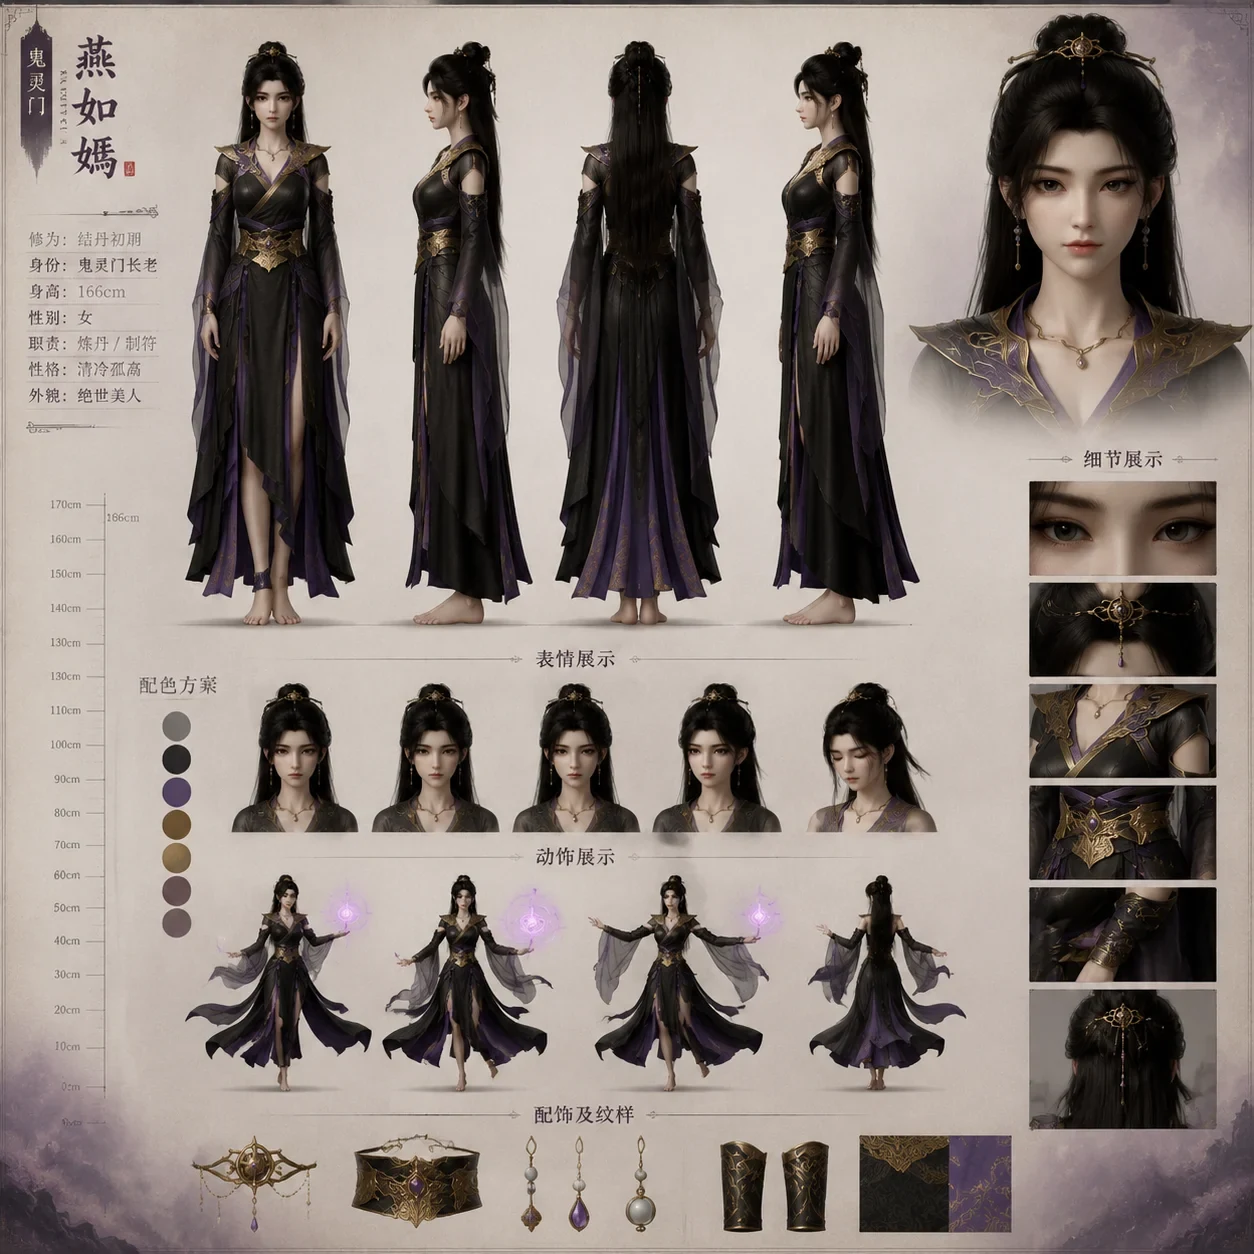 鬼灵门
燕如嫣
修为：结丹初期
身份：鬼灵门长老
身高：166cm
性别：女
职责：炼丹 / 制符
性格：清冷孤高
外貌：绝世美人
细节展示
170cm
166cm
160cm
150cm
140cm
130cm
130cm
110cm
100cm
90cm
80cm
70cm
60cm
50cm
40cm
30cm
20cm
10cm
0cm
表情展示
配色方案
动饰展示
配饰及纹样